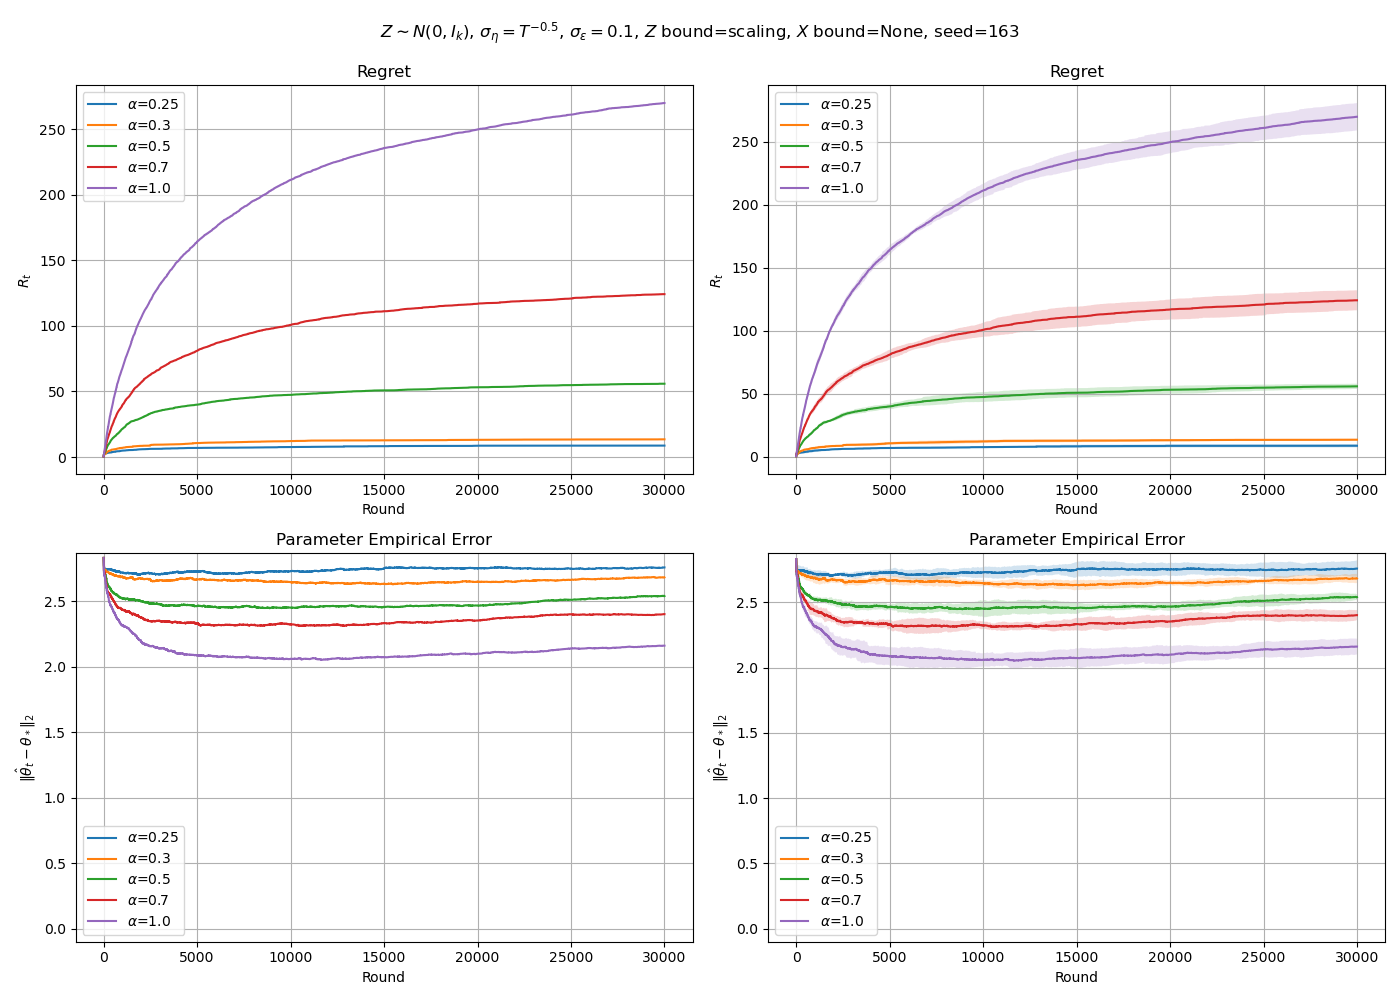 Z ∼ N(0, I_k), σ_η = T^{−0.5}, σ_ε = 0.1, Z bound=scaling, X bound=None, seed=163
Regret
R_t
250
200
150
100
50
0
α=0.25
α=0.3
α=0.5
α=0.7
α=1.0
0 5000 10000 15000 20000 25000 30000
Round
Regret
R_t
250
200
150
100
50
0
α=0.25
α=0.3
α=0.5
α=0.7
α=1.0
0 5000 10000 15000 20000 25000 30000
Round
Parameter Empirical Error
‖θ̂_t − θ_*‖_2
2.5
2.0
1.5
1.0
0.5
0.0
α=0.25
α=0.3
α=0.5
α=0.7
α=1.0
0 5000 10000 15000 20000 25000 30000
Round
Parameter Empirical Error
‖θ̂_t − θ_*‖_2
2.5
2.0
1.5
1.0
0.5
0.0
α=0.25
α=0.3
α=0.5
α=0.7
α=1.0
0 5000 10000 15000 20000 25000 30000
Round